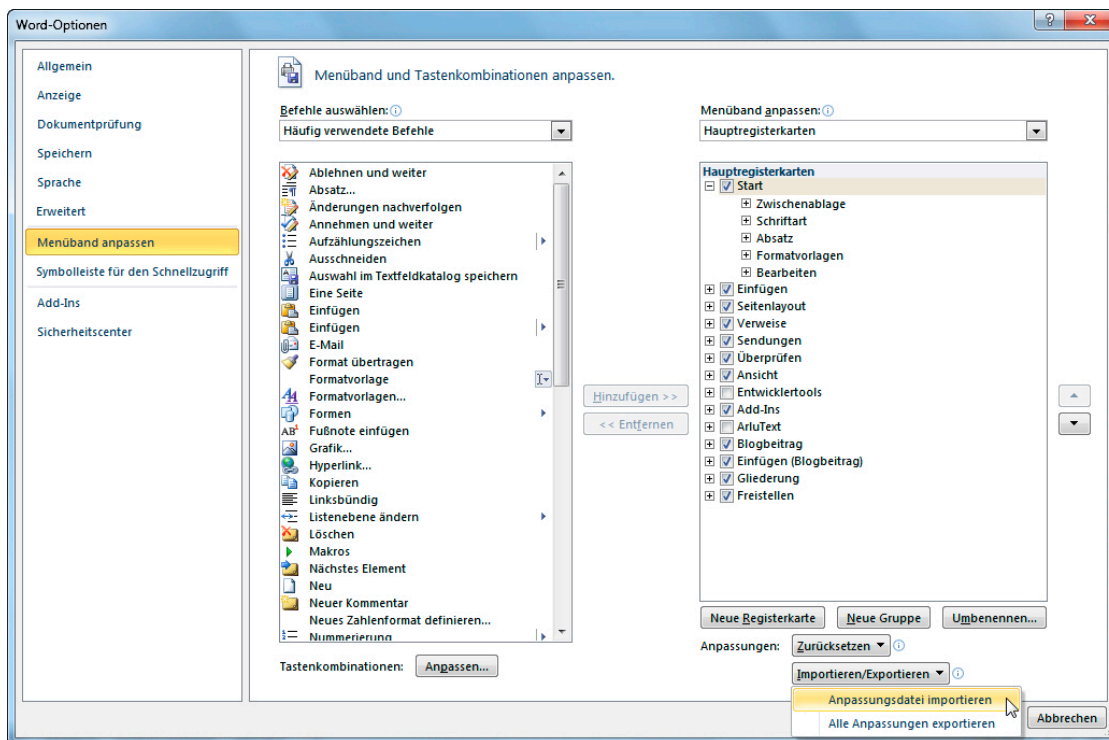 Word-Optionen
Allgemein
Anzeige
Dokumentprüfung
Speichern
Sprache
Erweitert
Menüband anpassen
Symbolleiste für den Schnellzugriff
Add-Ins
Sicherheitscenter
Menüband und Tastenkombinationen anpassen.
Befehle auswählen:
Häufig verwendete Befehle
Ablehnen und weiter
Absatz...
Änderungen nachverfolgen
Annehmen und weiter
Aufzählungszeichen
Ausschneiden
Auswahl im Textfeldkatalog speichern
Eine Seite
Einfügen
Einfügen
E-Mail
Format übertragen
Formatvorlage
Formatvorlagen...
Formen
Fußnote einfügen
Grafik...
Hyperlink...
Kopieren
Linksbündig
Listenebene ändern
Löschen
Makros
Nächstes Element
Neu
Neuer Kommentar
Neues Zahlenformat definieren...
Nummerierung
Tastenkombinationen: Anpassen...
Hinzufügen >>
<< Entfernen
Menüband anpassen:
Hauptregisterkarten
Hauptregisterkarten
Start
Zwischenablage
Schriftart
Absatz
Formatvorlagen
Bearbeiten
Einfügen
Seitenlayout
Verweise
Sendungen
Überprüfen
Ansicht
Entwicklertools
Add-Ins
ArluText
Blogbeitrag
Einfügen (Blogbeitrag)
Gliederung
Freistellen
Neue Registerkarte Neue Gruppe Umbenennen...
Anpassungen: Zurücksetzen
Importieren/Exportieren
Anpassungsdatei importieren
Alle Anpassungen exportieren
Abbrechen